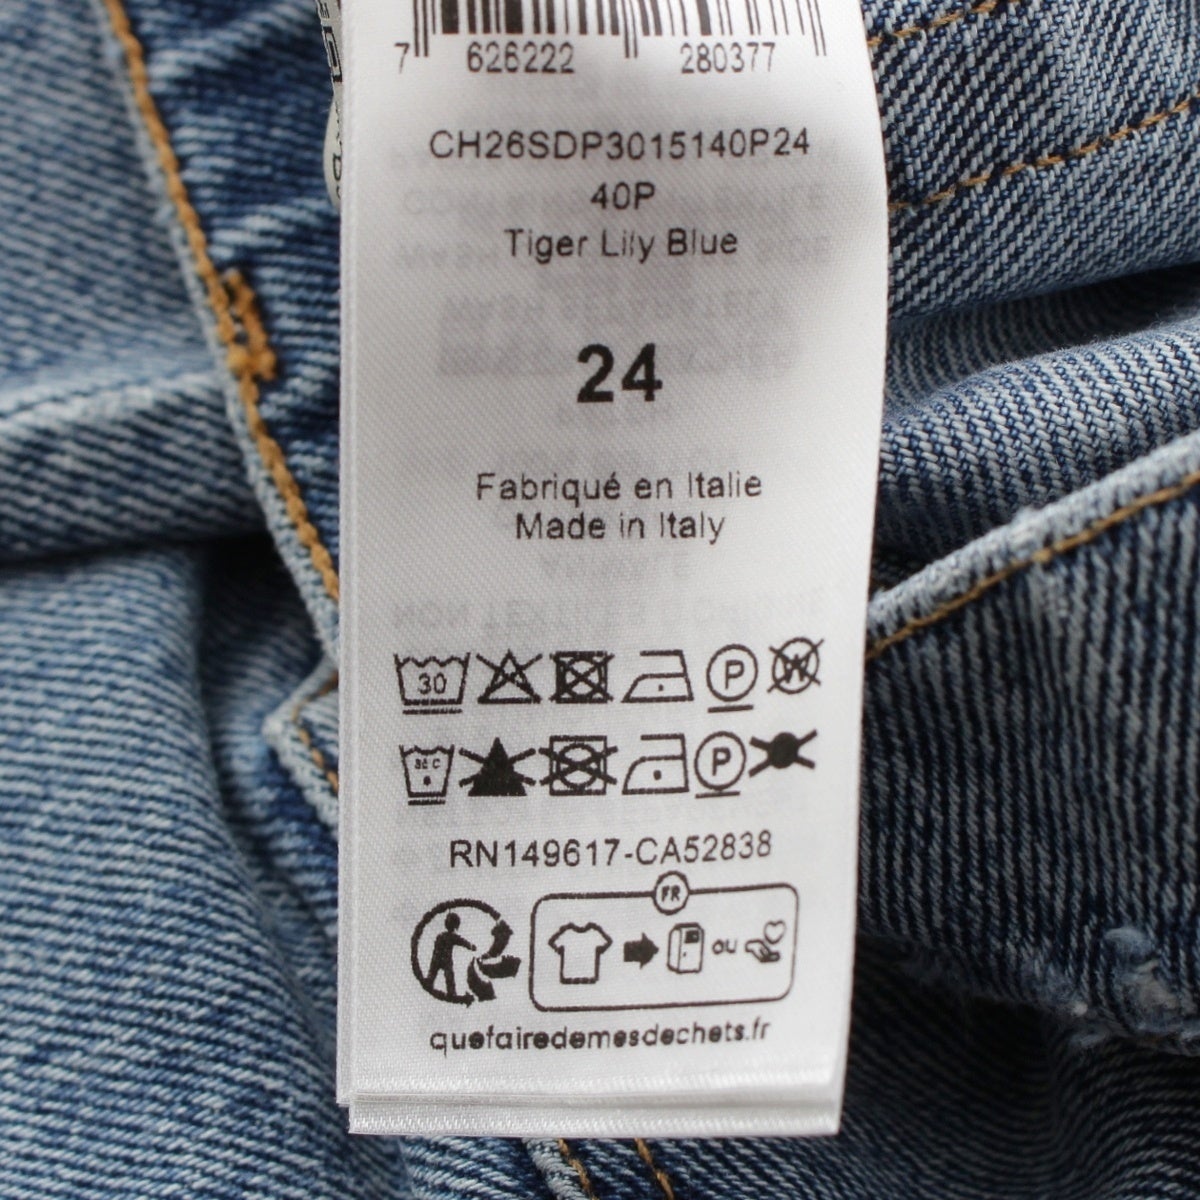 7 626222 280377
CH26SDP3015140P24
40P
Tiger Lily Blue
24
Fabriqué en Italie
Made in Italy
30 P W
P
RN149617-CA52838
FR
ou
quefairedemesdechets.fr